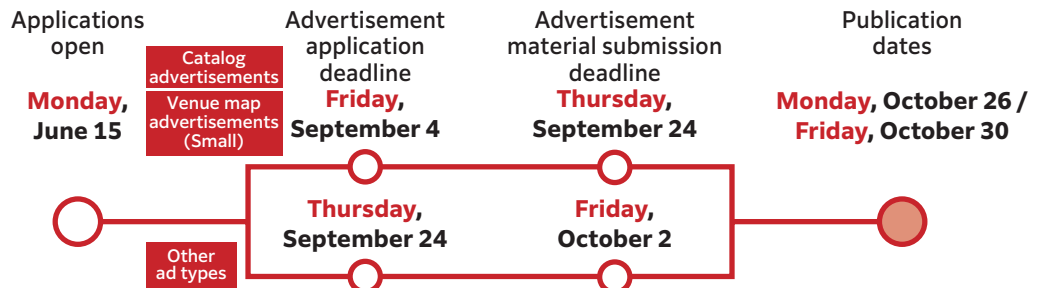 Applications
open
Monday,
June 15
Catalog
advertisements
Venue map
advertisements
(Small)
Advertisement
application
deadline
Friday,
September 4
Advertisement
material submission
deadline
Thursday,
September 24
Publication
dates
Monday, October 26 /
Friday, October 30
Other
ad types
Thursday,
September 24
Friday,
October 2